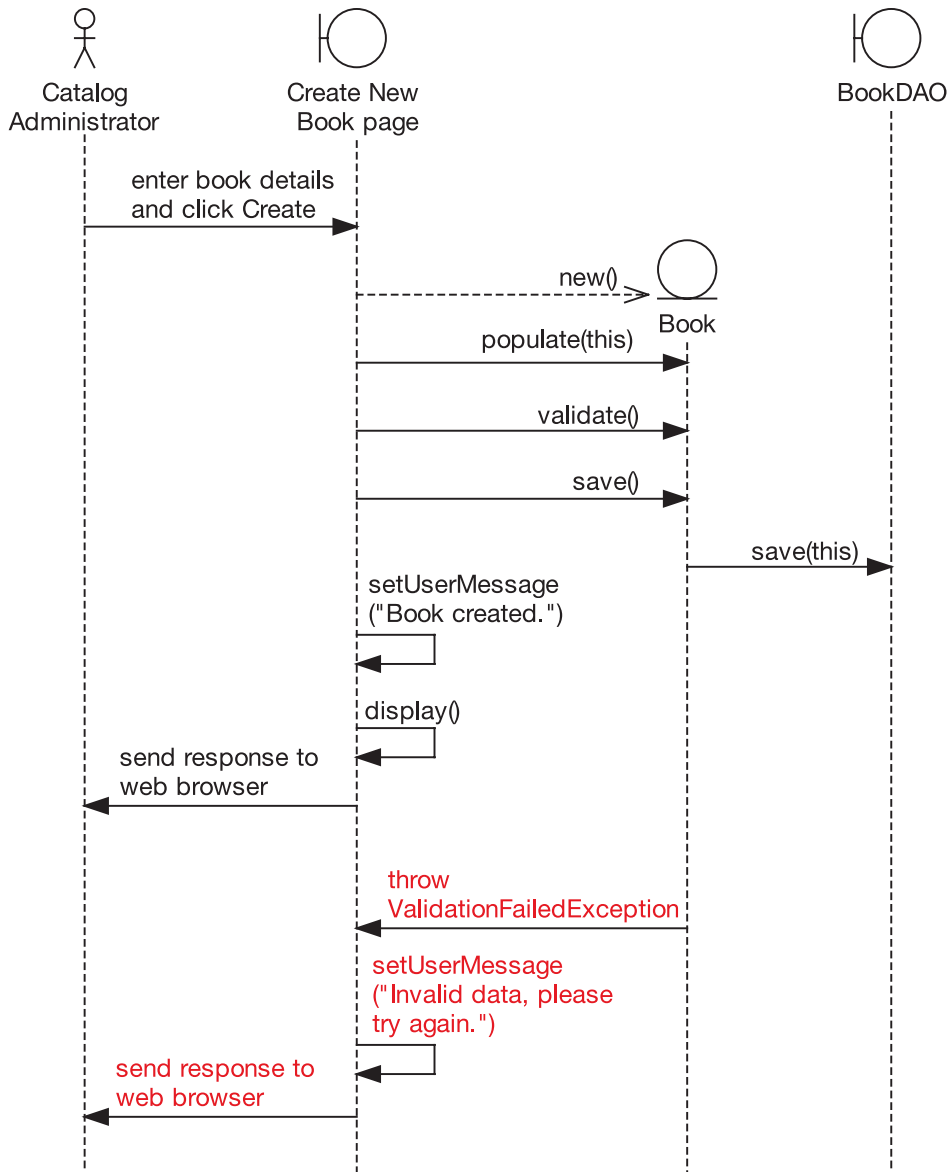 Catalog
Administrator
Create New
Book page
BookDAO
enter book details
and click Create
new()
Book
populate(this)
validate()
save()
save(this)
setUserMessage
("Book created.")
display()
send response to
web browser
throw
ValidationFailedException
setUserMessage
("Invalid data, please
try again.")
send response to
web browser